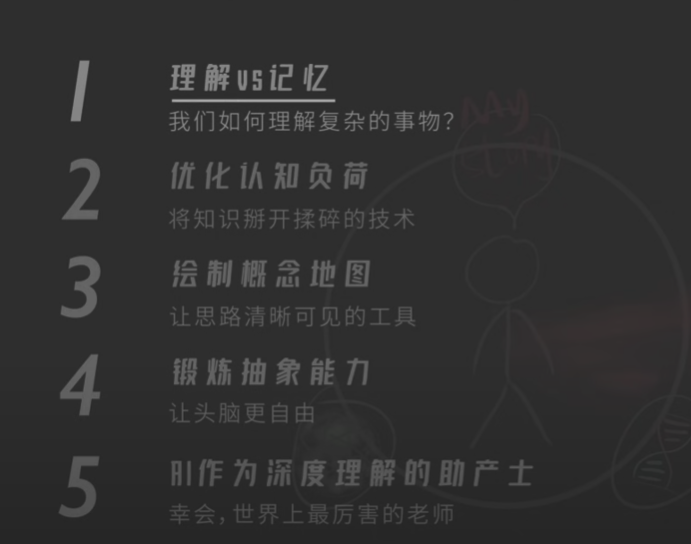 1
理解vs记忆
我们如何理解复杂的事物?
2
优化认知负荷
将知识掰开揉碎的技术
3
绘制概念地图
让思路清晰可见的工具
4
锻炼抽象能力
让头脑更自由
5
AI作为深度理解的助产士
幸会,世界上最厉害的老师